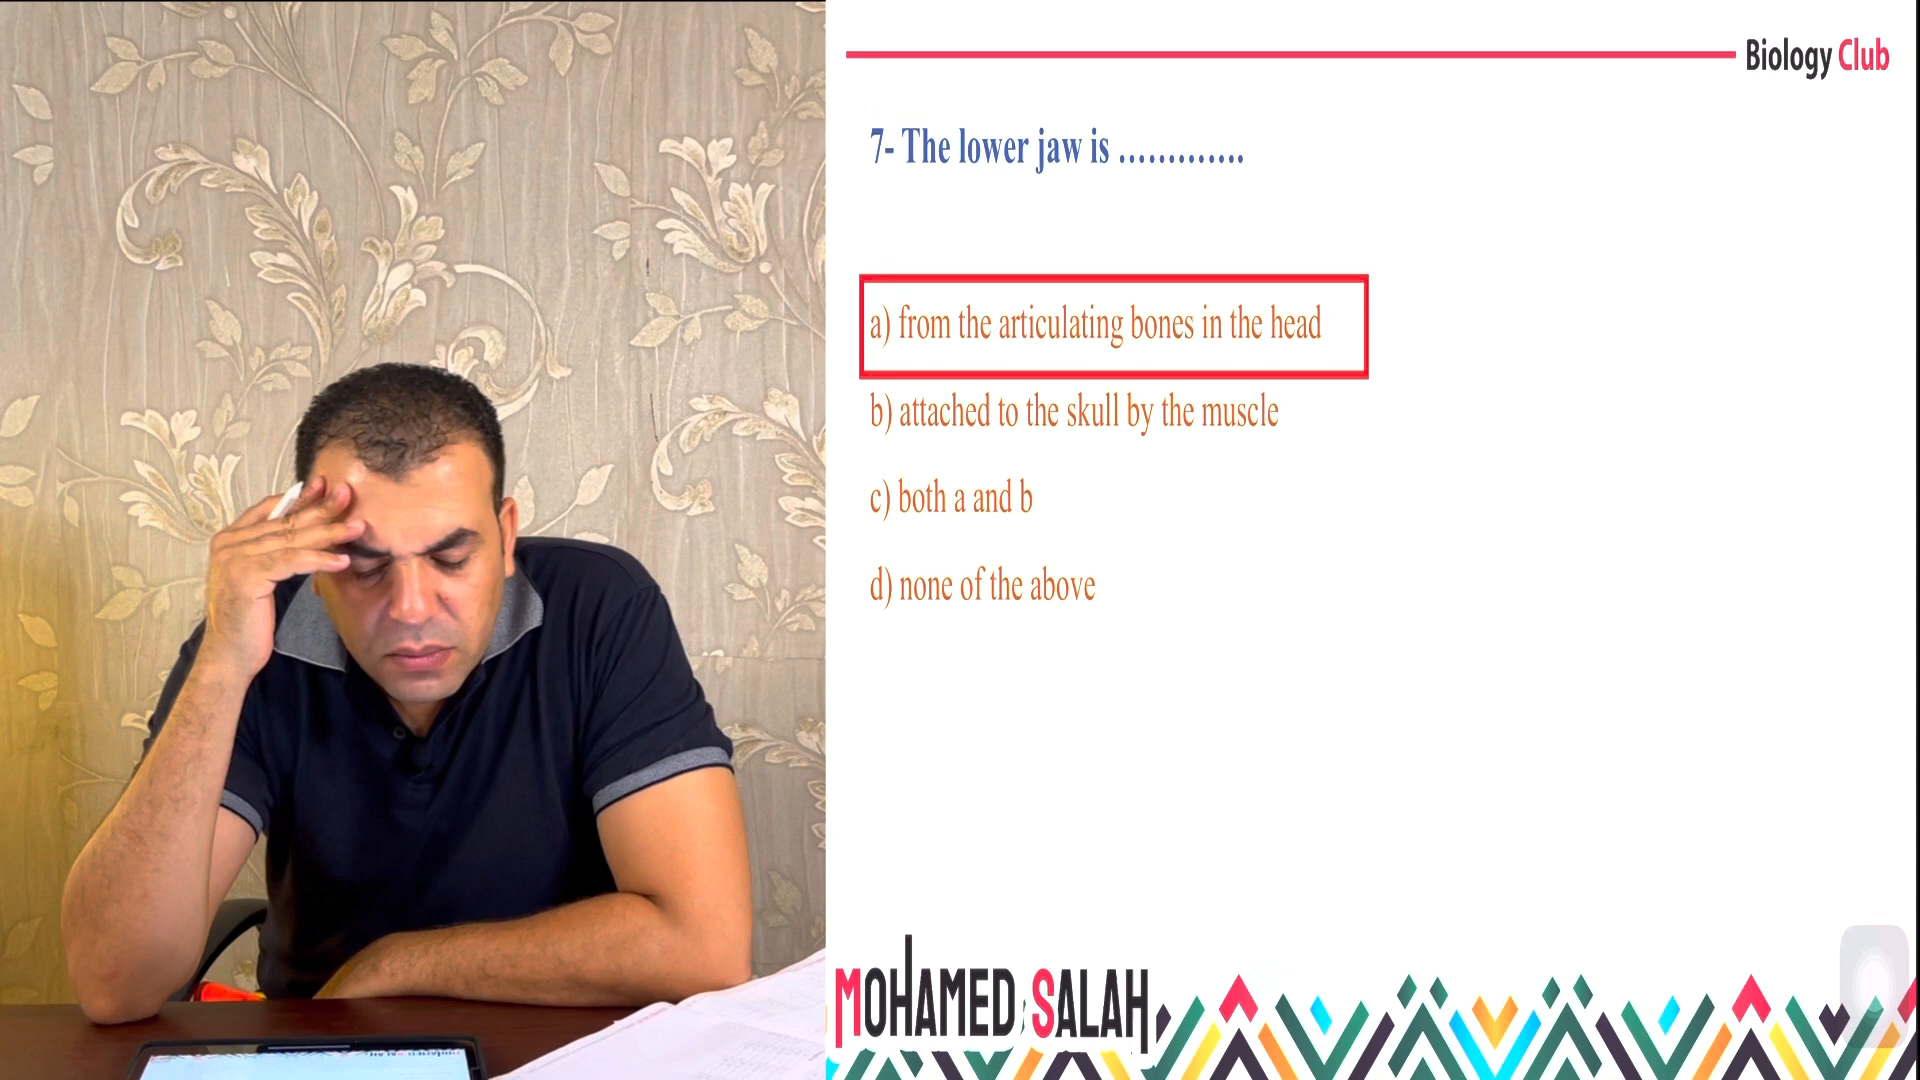 Biology Club
7- The lower jaw is .............
a) from the articulating bones in the head
b) attached to the skull by the muscle
c) both a and b
d) none of the above
MOHAMED SALAH